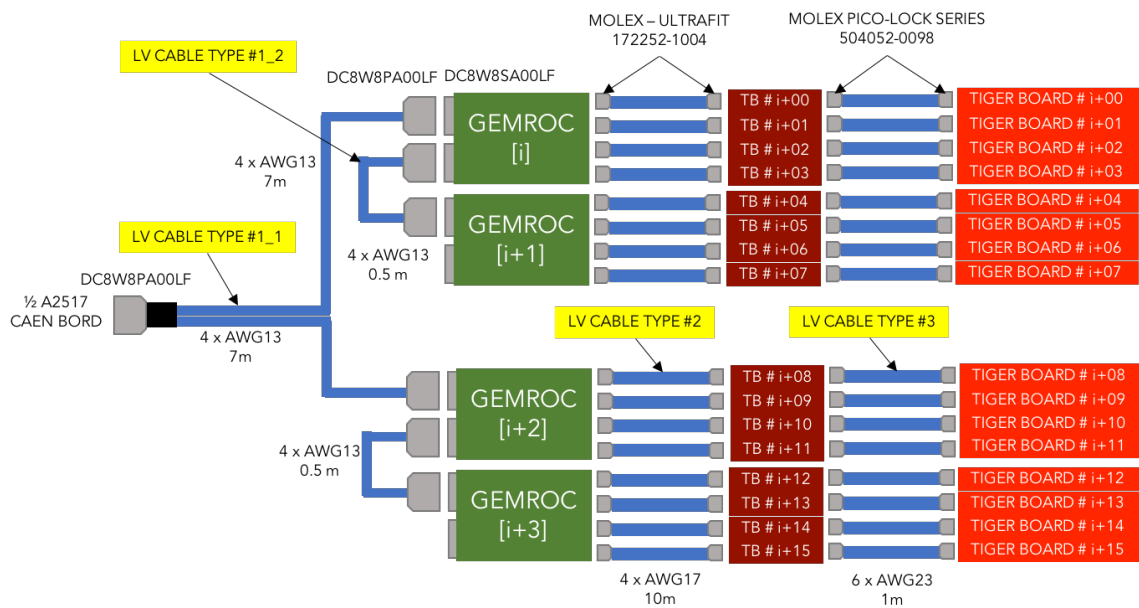 MOLEX – ULTRAFIT
172252-1004
MOLEX PICO-LOCK SERIES
504052-0098
LV CABLE TYPE #1_2
DC8W8PA00LF
DC8W8SA00LF
GEMROC
[i]
TB # i+00
TB # i+01
TB # i+02
TB # i+03
TIGER BOARD # i+00
TIGER BOARD # i+01
TIGER BOARD # i+02
TIGER BOARD # i+03
4 x AWG13
7m
LV CABLE TYPE #1_1
4 x AWG13
0.5 m
GEMROC
[i+1]
TB # i+04
TB # i+05
TB # i+06
TB # i+07
TIGER BOARD # i+04
TIGER BOARD # i+05
TIGER BOARD # i+06
TIGER BOARD # i+07
DC8W8PA00LF
½ A2517
CAEN BORD
4 x AWG13
7m
LV CABLE TYPE #2
LV CABLE TYPE #3
GEMROC
[i+2]
TB # i+08
TB # i+09
TB # i+10
TB # i+11
TIGER BOARD # i+08
TIGER BOARD # i+09
TIGER BOARD # i+10
TIGER BOARD # i+11
4 x AWG13
0.5 m
GEMROC
[i+3]
TB # i+12
TB # i+13
TB # i+14
TB # i+15
TIGER BOARD # i+12
TIGER BOARD # i+13
TIGER BOARD # i+14
TIGER BOARD # i+15
4 x AWG17
10m
6 x AWG23
1m